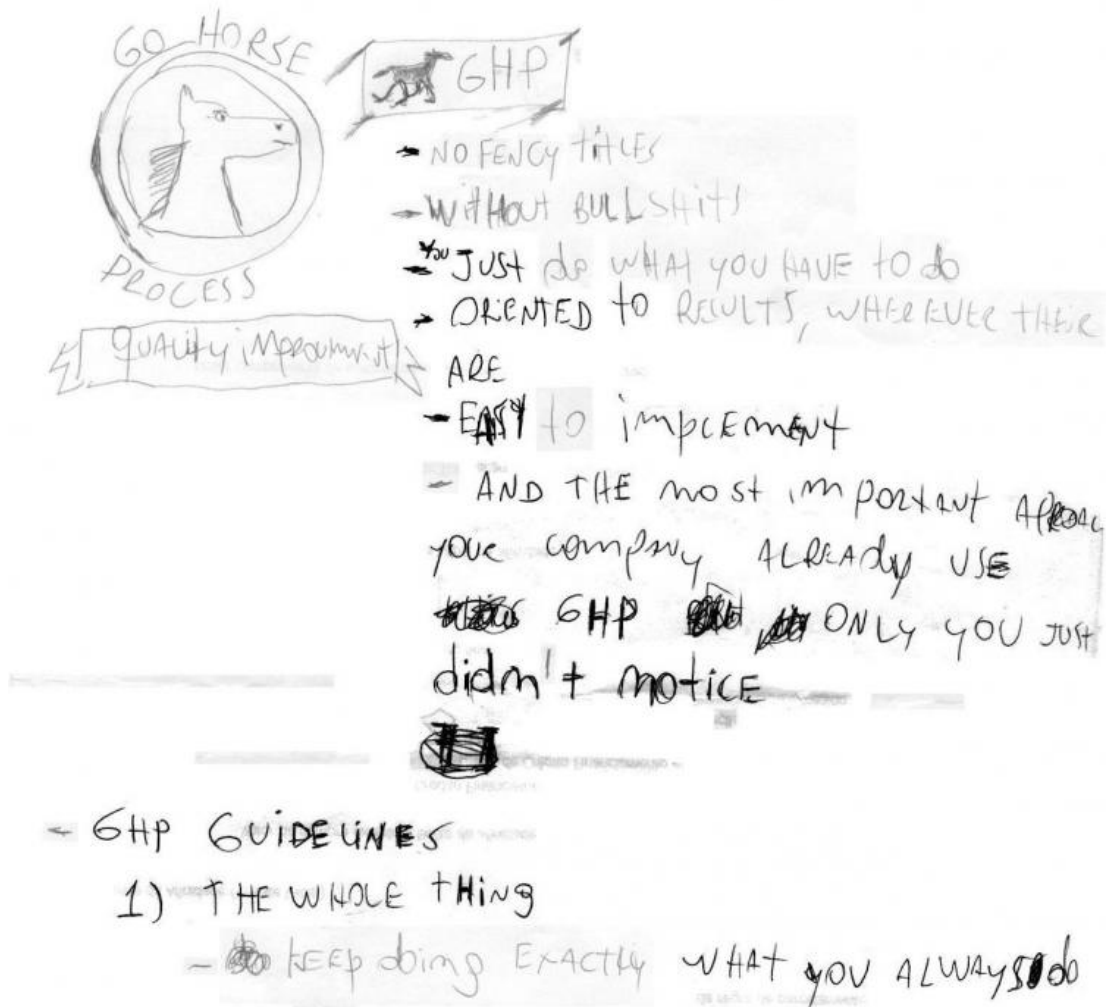 GO HORSE
PROCESS
QUALITY IMPROUMENT
GHP
- NO FENCY TITLES
- WITHOUT BULLSHITS
- YOU JUST do WHAT YOU HAVE to do
- ORIENTED to RESULTS, WHEREVER THEIR
ARE
- EASY to implEMENt
- AND THE most important
your company ALREADY USE
GHP ONLY YOU JUST
didn't notice
- GHP GUIDELINES
1) THE WHOLE tHiNg
- KEEP doing EXACTLY WHAT YOU ALWAYS do